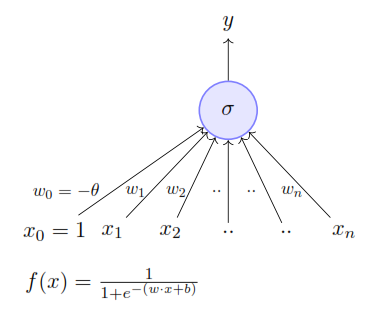 y
σ
w₀ = −θ w₁ w₂ .. .. wₙ
x₀ = 1 x₁ x₂ .. .. xₙ
f(x) = 1/(1+e^−(w·x+b))